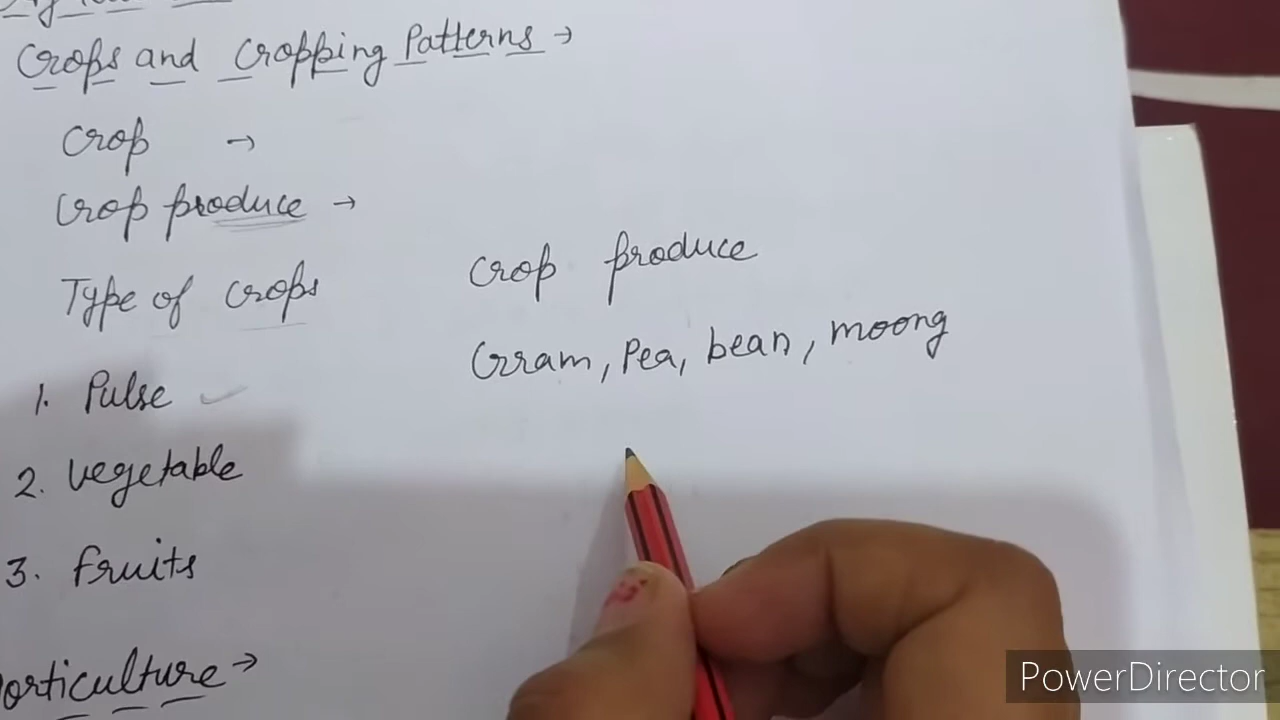 Crops and Cropping Patterns →
Crop →
Crop produce →
Type of crops
Crop produce
Gram, Pea, bean, moong
1. Pulse ✓
2. Vegetable
3. Fruits
orticulture →
PowerDirector